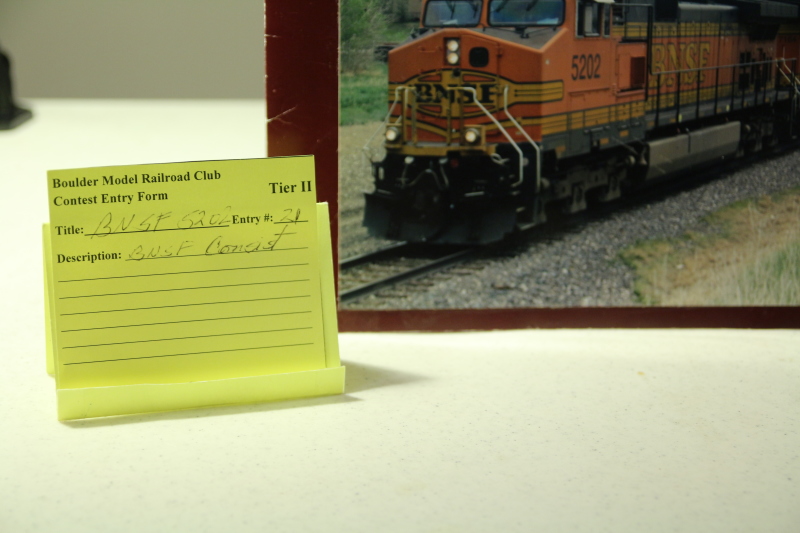 Boulder Model Railroad Club
Contest Entry Form Tier II
Title: BNSF 5202 Entry #: 21
Description: BNSF Consist
5202
BNSF
BNSF